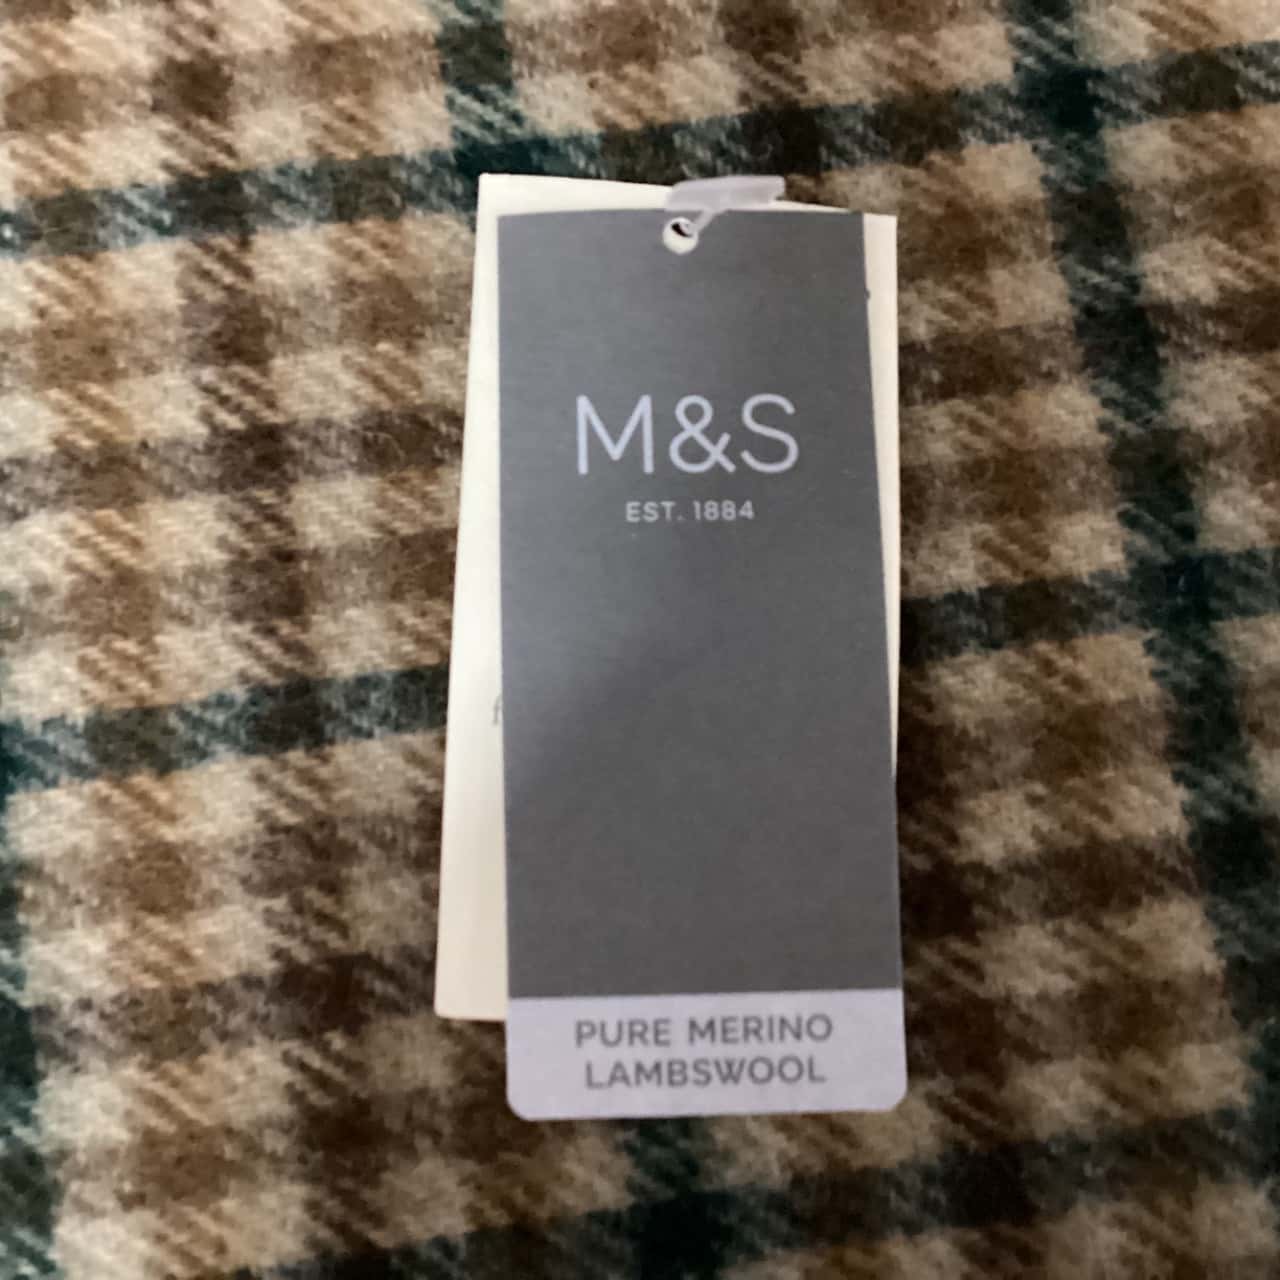 M&S
EST. 1884
PURE MERINO
LAMBSWOOL